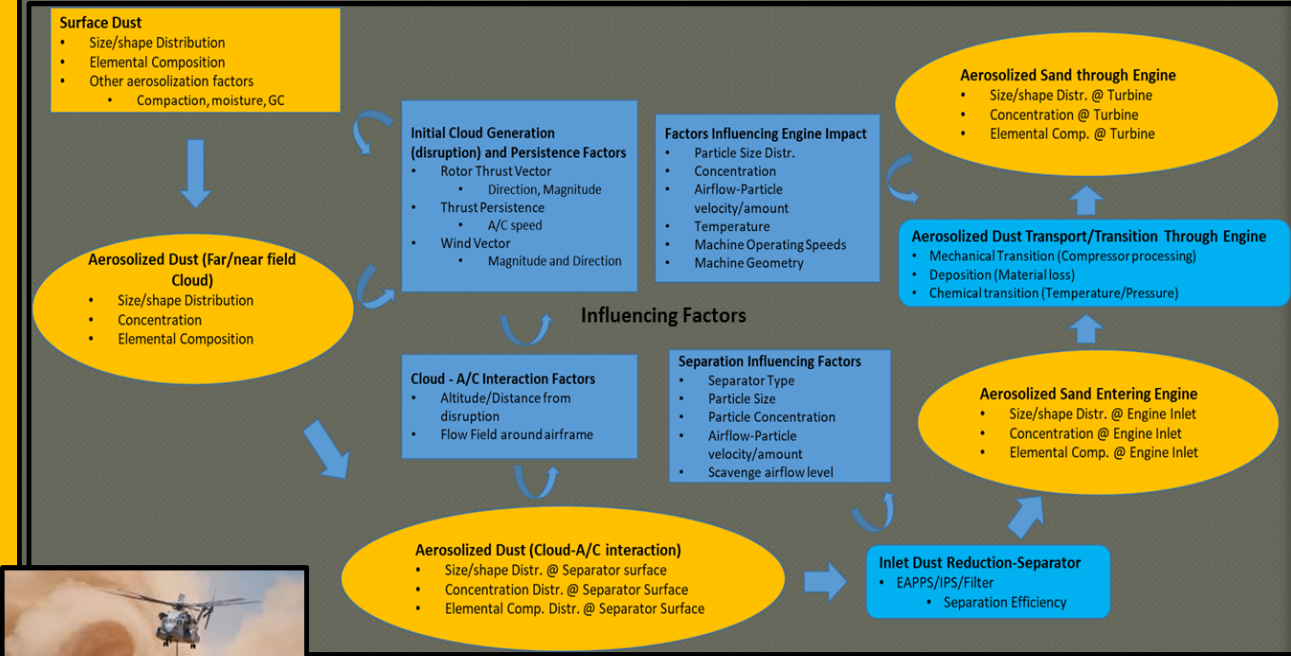 Surface Dust
• Size/shape Distribution
• Elemental Composition
• Other aerosolization factors
• Compaction, moisture, GC
Initial Cloud Generation
(disruption) and Persistence Factors
• Rotor Thrust Vector
• Direction, Magnitude
• Thrust Persistence
• A/C speed
• Wind Vector
• Magnitude and Direction
Factors Influencing Engine Impact
• Particle Size Distr.
• Concentration
• Airflow-Particle
velocity/amount
• Temperature
• Machine Operating Speeds
• Machine Geometry
Aerosolized Sand through Engine
• Size/shape Distr. @ Turbine
• Concentration @ Turbine
• Elemental Comp. @ Turbine
Aerosolized Dust (Far/near field
Cloud)
• Size/shape Distribution
• Concentration
• Elemental Composition
Aerosolized Dust Transport/Transition Through Engine
• Mechanical Transition (Compressor processing)
• Deposition (Material loss)
• Chemical transition (Temperature/Pressure)
Influencing Factors
Cloud - A/C Interaction Factors
• Altitude/Distance from
disruption
• Flow Field around airframe
Separation Influencing Factors
• Separator Type
• Particle Size
• Particle Concentration
• Airflow-Particle
velocity/amount
• Scavenge airflow level
Aerosolized Sand Entering Engine
• Size/shape Distr. @ Engine Inlet
• Concentration @ Engine Inlet
• Elemental Comp. @ Engine Inlet
Aerosolized Dust (Cloud-A/C interaction)
• Size/shape Distr. @ Separator surface
• Concentration Distr. @ Separator Surface
• Elemental Comp. Distr. @ Separator Surface
Inlet Dust Reduction-Separator
• EAPPS/IPS/Filter
• Separation Efficiency